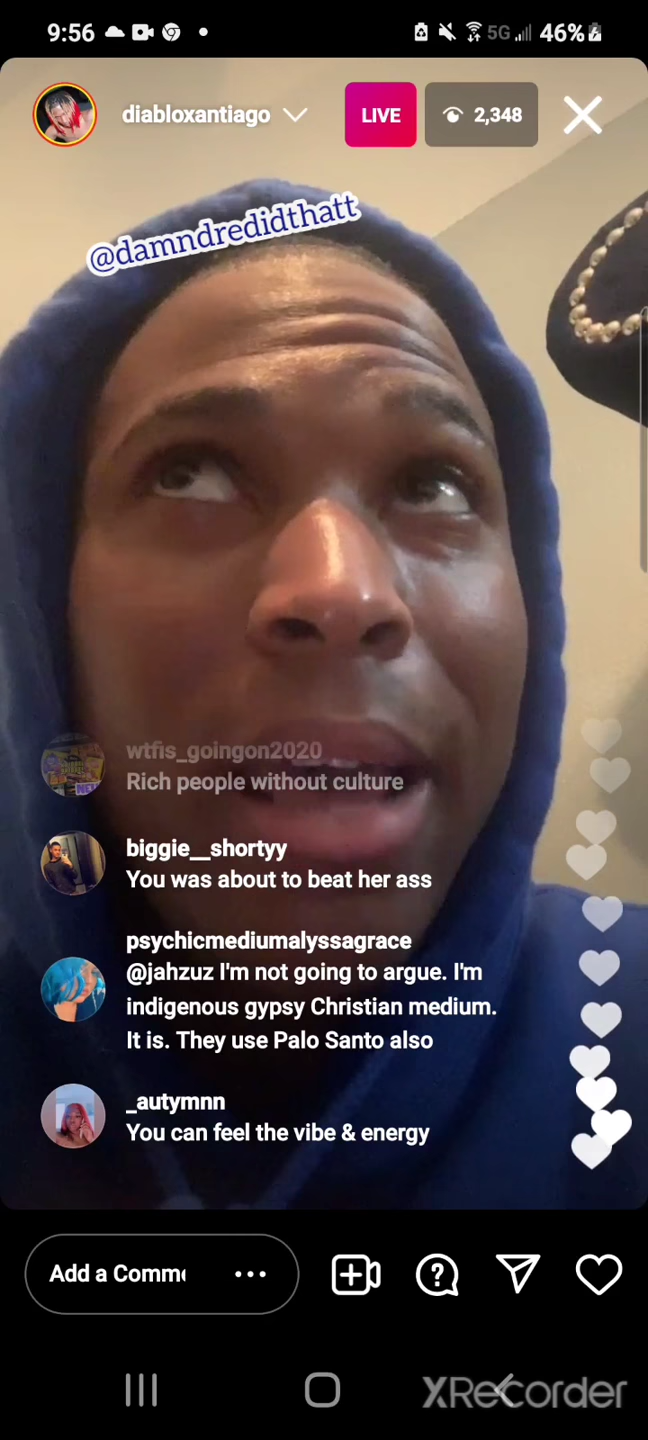 9:56
5G 46%
diabloxantiago
LIVE
2,348
@damndredidthatt
wtfis_goingon2020
Rich people without culture
biggie__shortyy
You was about to beat her ass
psychicmediumalyssagrace
@jahzuz I'm not going to argue. I'm
indigenous gypsy Christian medium.
It is. They use Palo Santo also
_autymnn
You can feel the vibe & energy
Add a Comme
XRecorder